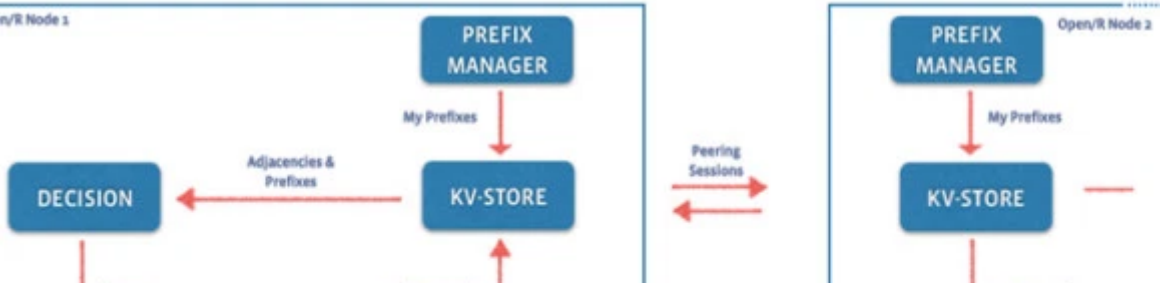 n/R Node 1
PREFIX
MANAGER
My Prefixes
Adjacencies &
Prefixes
DECISION
KV-STORE
Peering
Sessions
Open/R Node 2
PREFIX
MANAGER
My Prefixes
KV-STORE